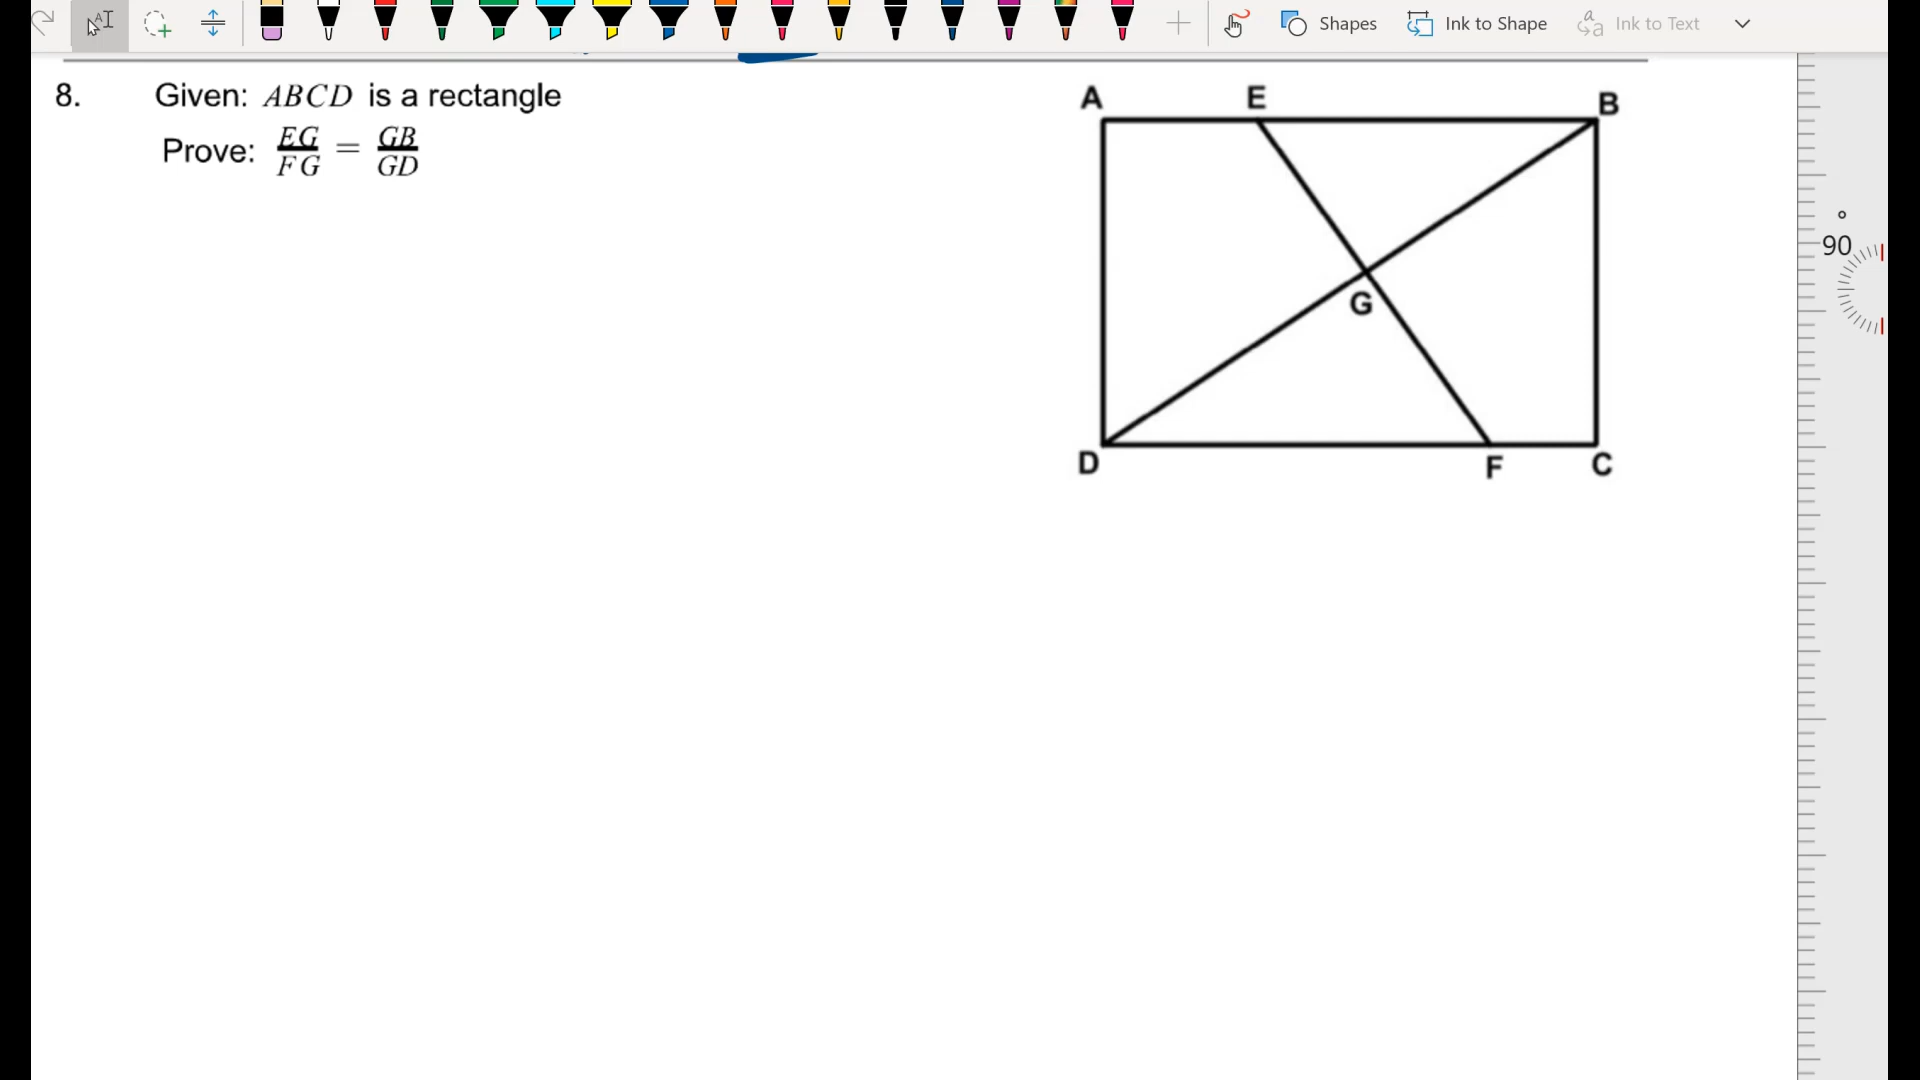 Shapes
Ink to Shape
Ink to Text
8. Given: ABCD is a rectangle
Prove: EG/FG = GB/GD
A E B
G
D F C
°
90